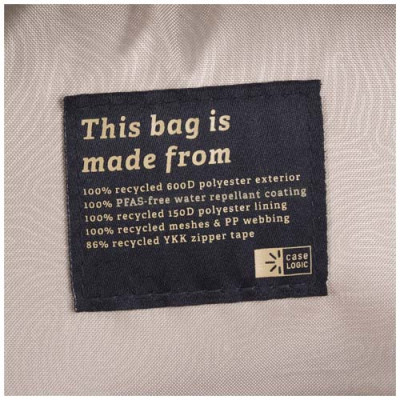 This bag is
made from
100% recycled 600D polyester exterior
100% PFAS-free water repellant coating
100% recycled 150D polyester lining
100% recycled meshes & PP webbing
86% recycled YKK zipper tape
case
LOGIC